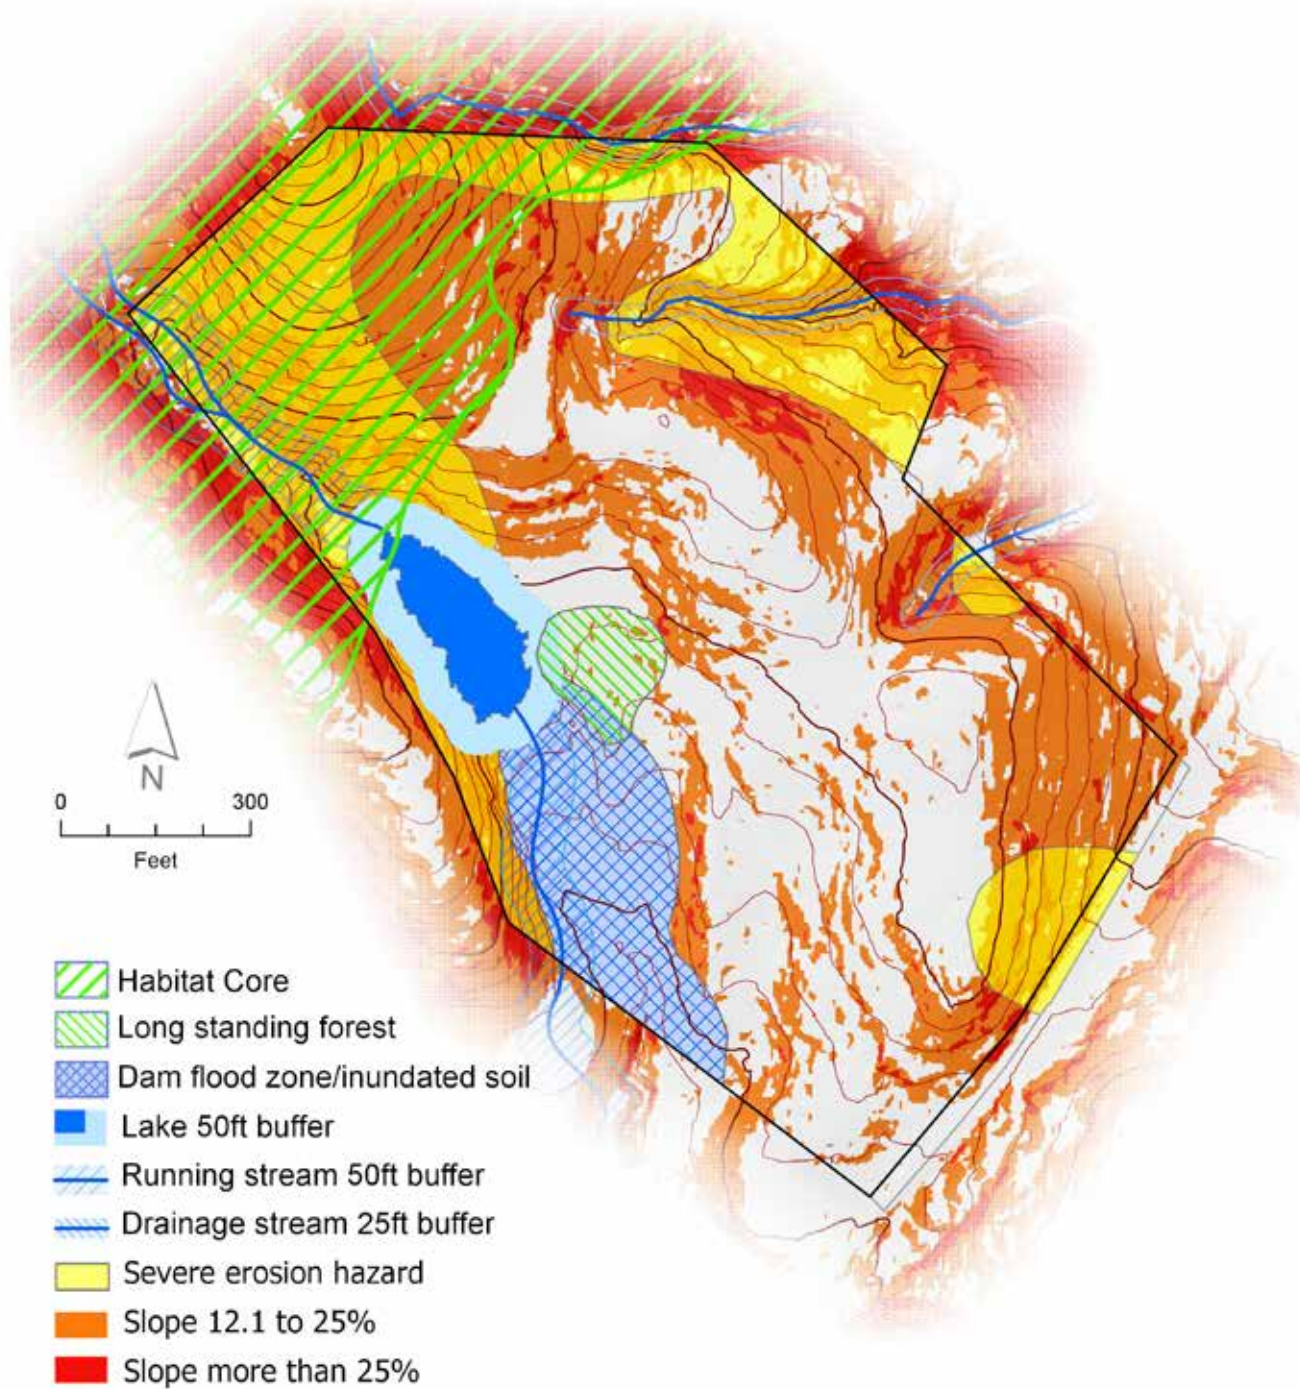 N
0 300
Feet
Habitat Core
Long standing forest
Dam flood zone/inundated soil
Lake 50ft buffer
Running stream 50ft buffer
Drainage stream 25ft buffer
Severe erosion hazard
Slope 12.1 to 25%
Slope more than 25%